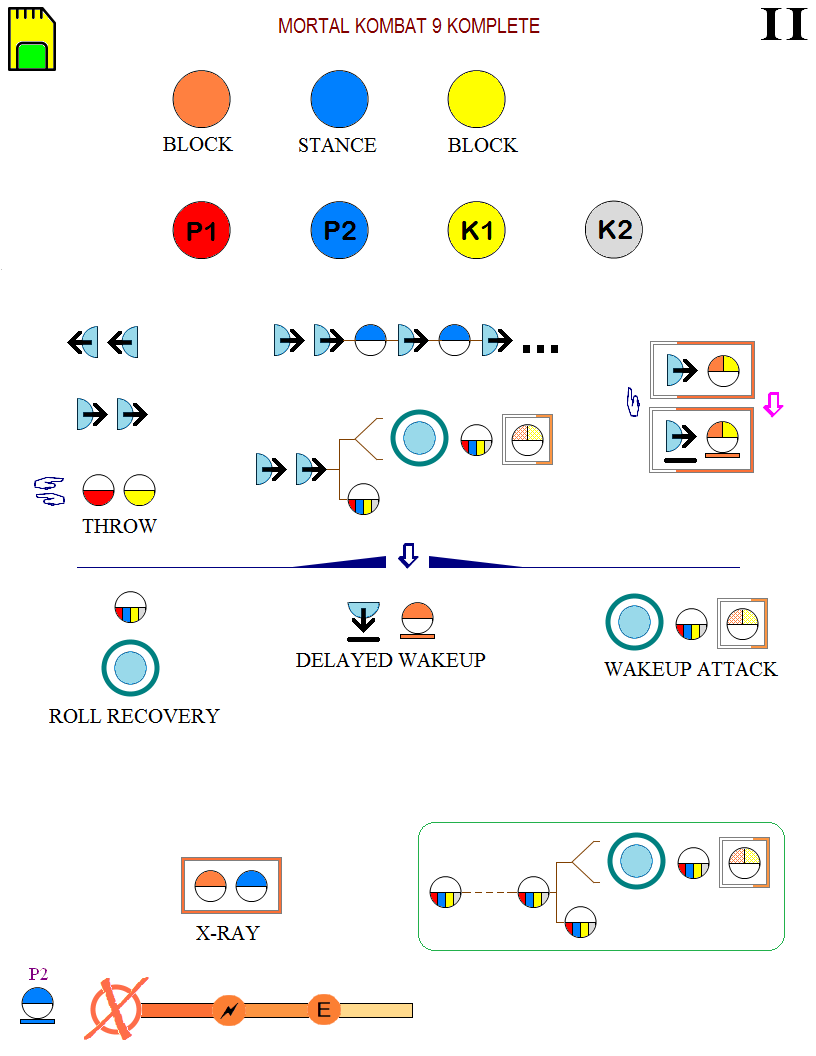 MORTAL KOMBAT 9 KOMPLETE
II
BLOCK
STANCE
BLOCK
P1
P2
K1
K2
...
THROW
DELAYED WAKEUP
WAKEUP ATTACK
ROLL RECOVERY
X-RAY
P2
E